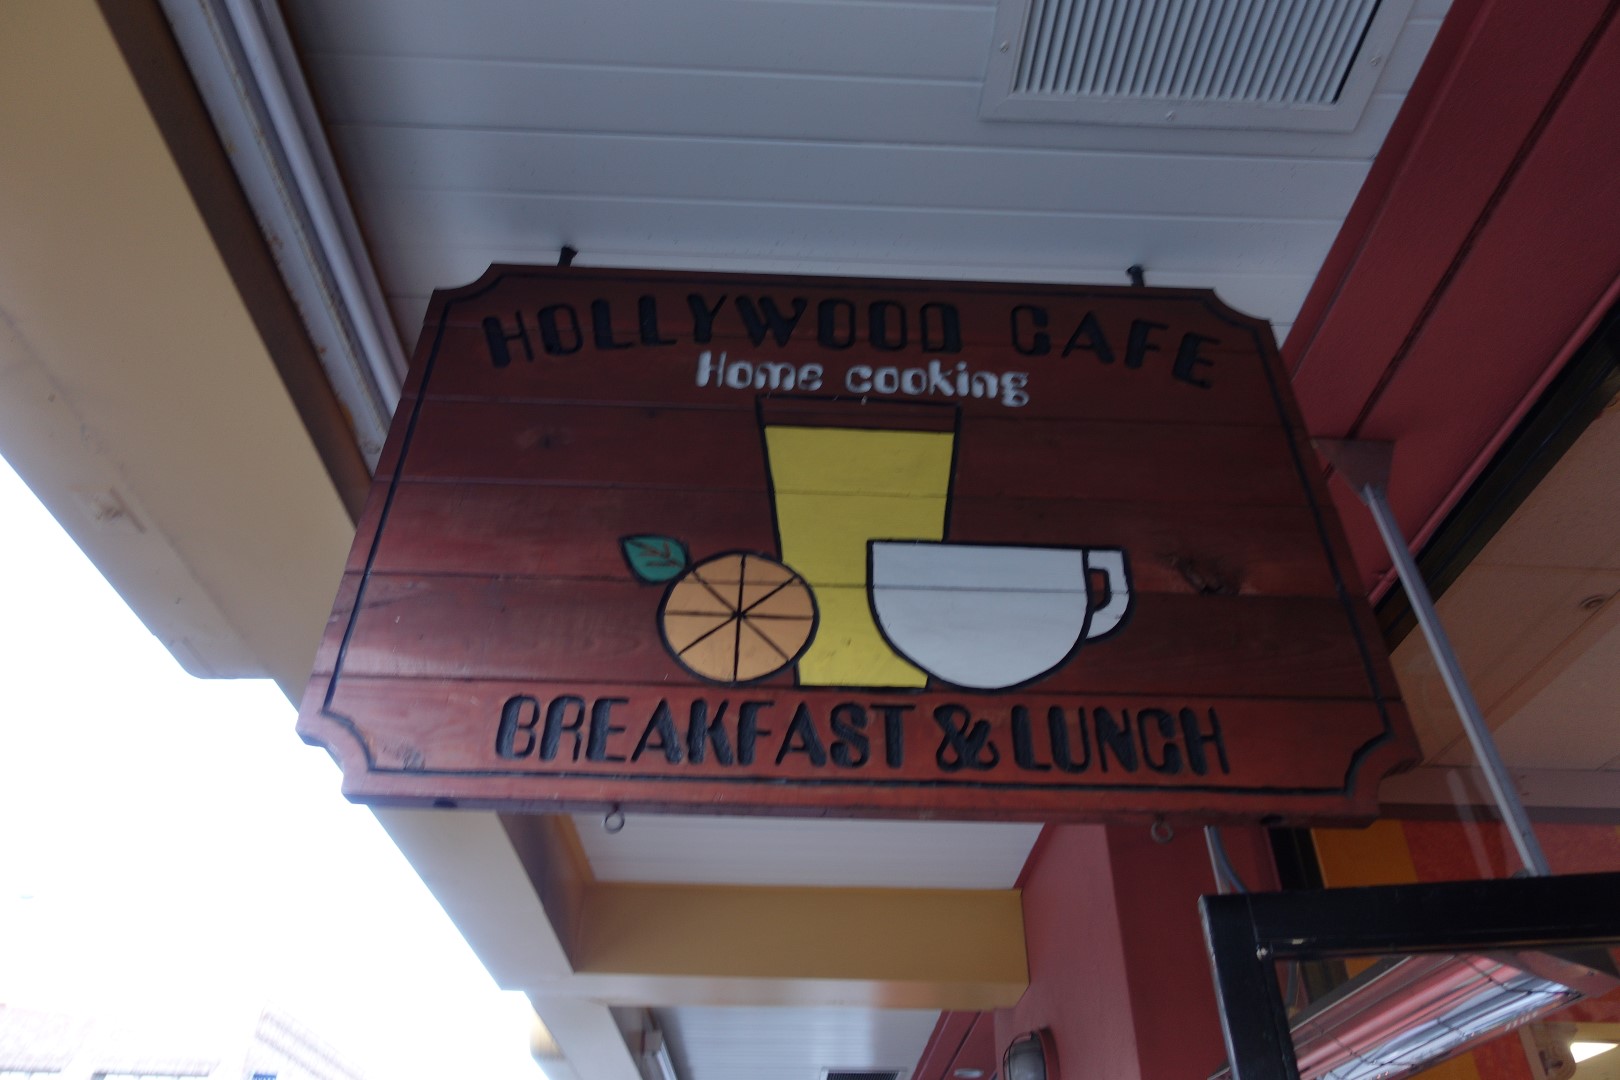 HOLLYWOOD CAFE
Home cooking
BREAKFAST & LUNCH